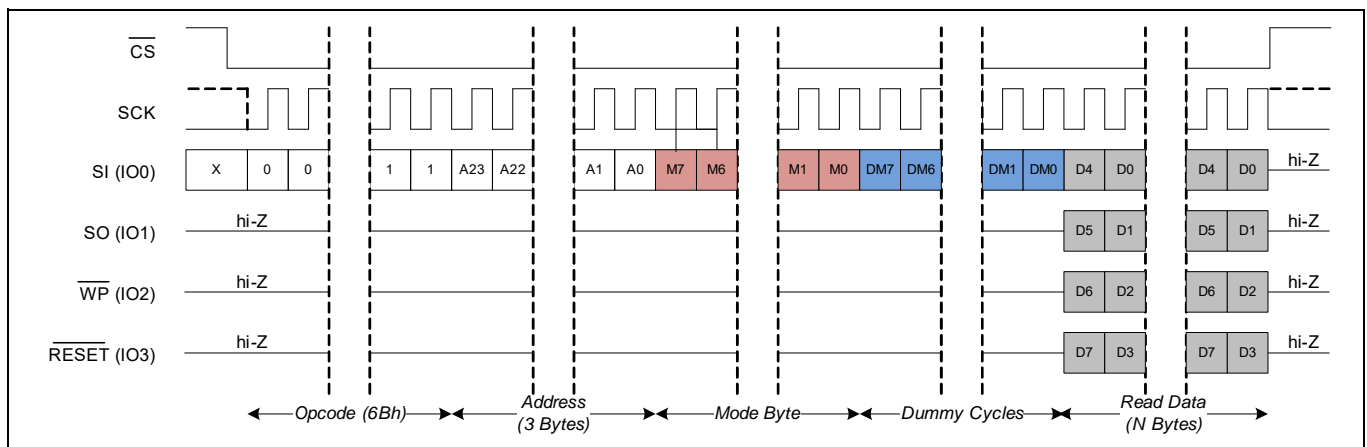 CS
SCK
SI (IO0) X 0 0 1 1 A23 A22 A1 A0 M7 M6 M1 M0 DM7 DM6 DM1 DM0 D4 D0 D4 D0 hi-Z
SO (IO1) hi-Z D5 D1 D5 D1 hi-Z
WP (IO2) hi-Z D6 D2 D6 D2 hi-Z
RESET (IO3) hi-Z D7 D3 D7 D3 hi-Z
Opcode (6Bh) Address Mode Byte Dummy Cycles Read Data
(3 Bytes) (N Bytes)